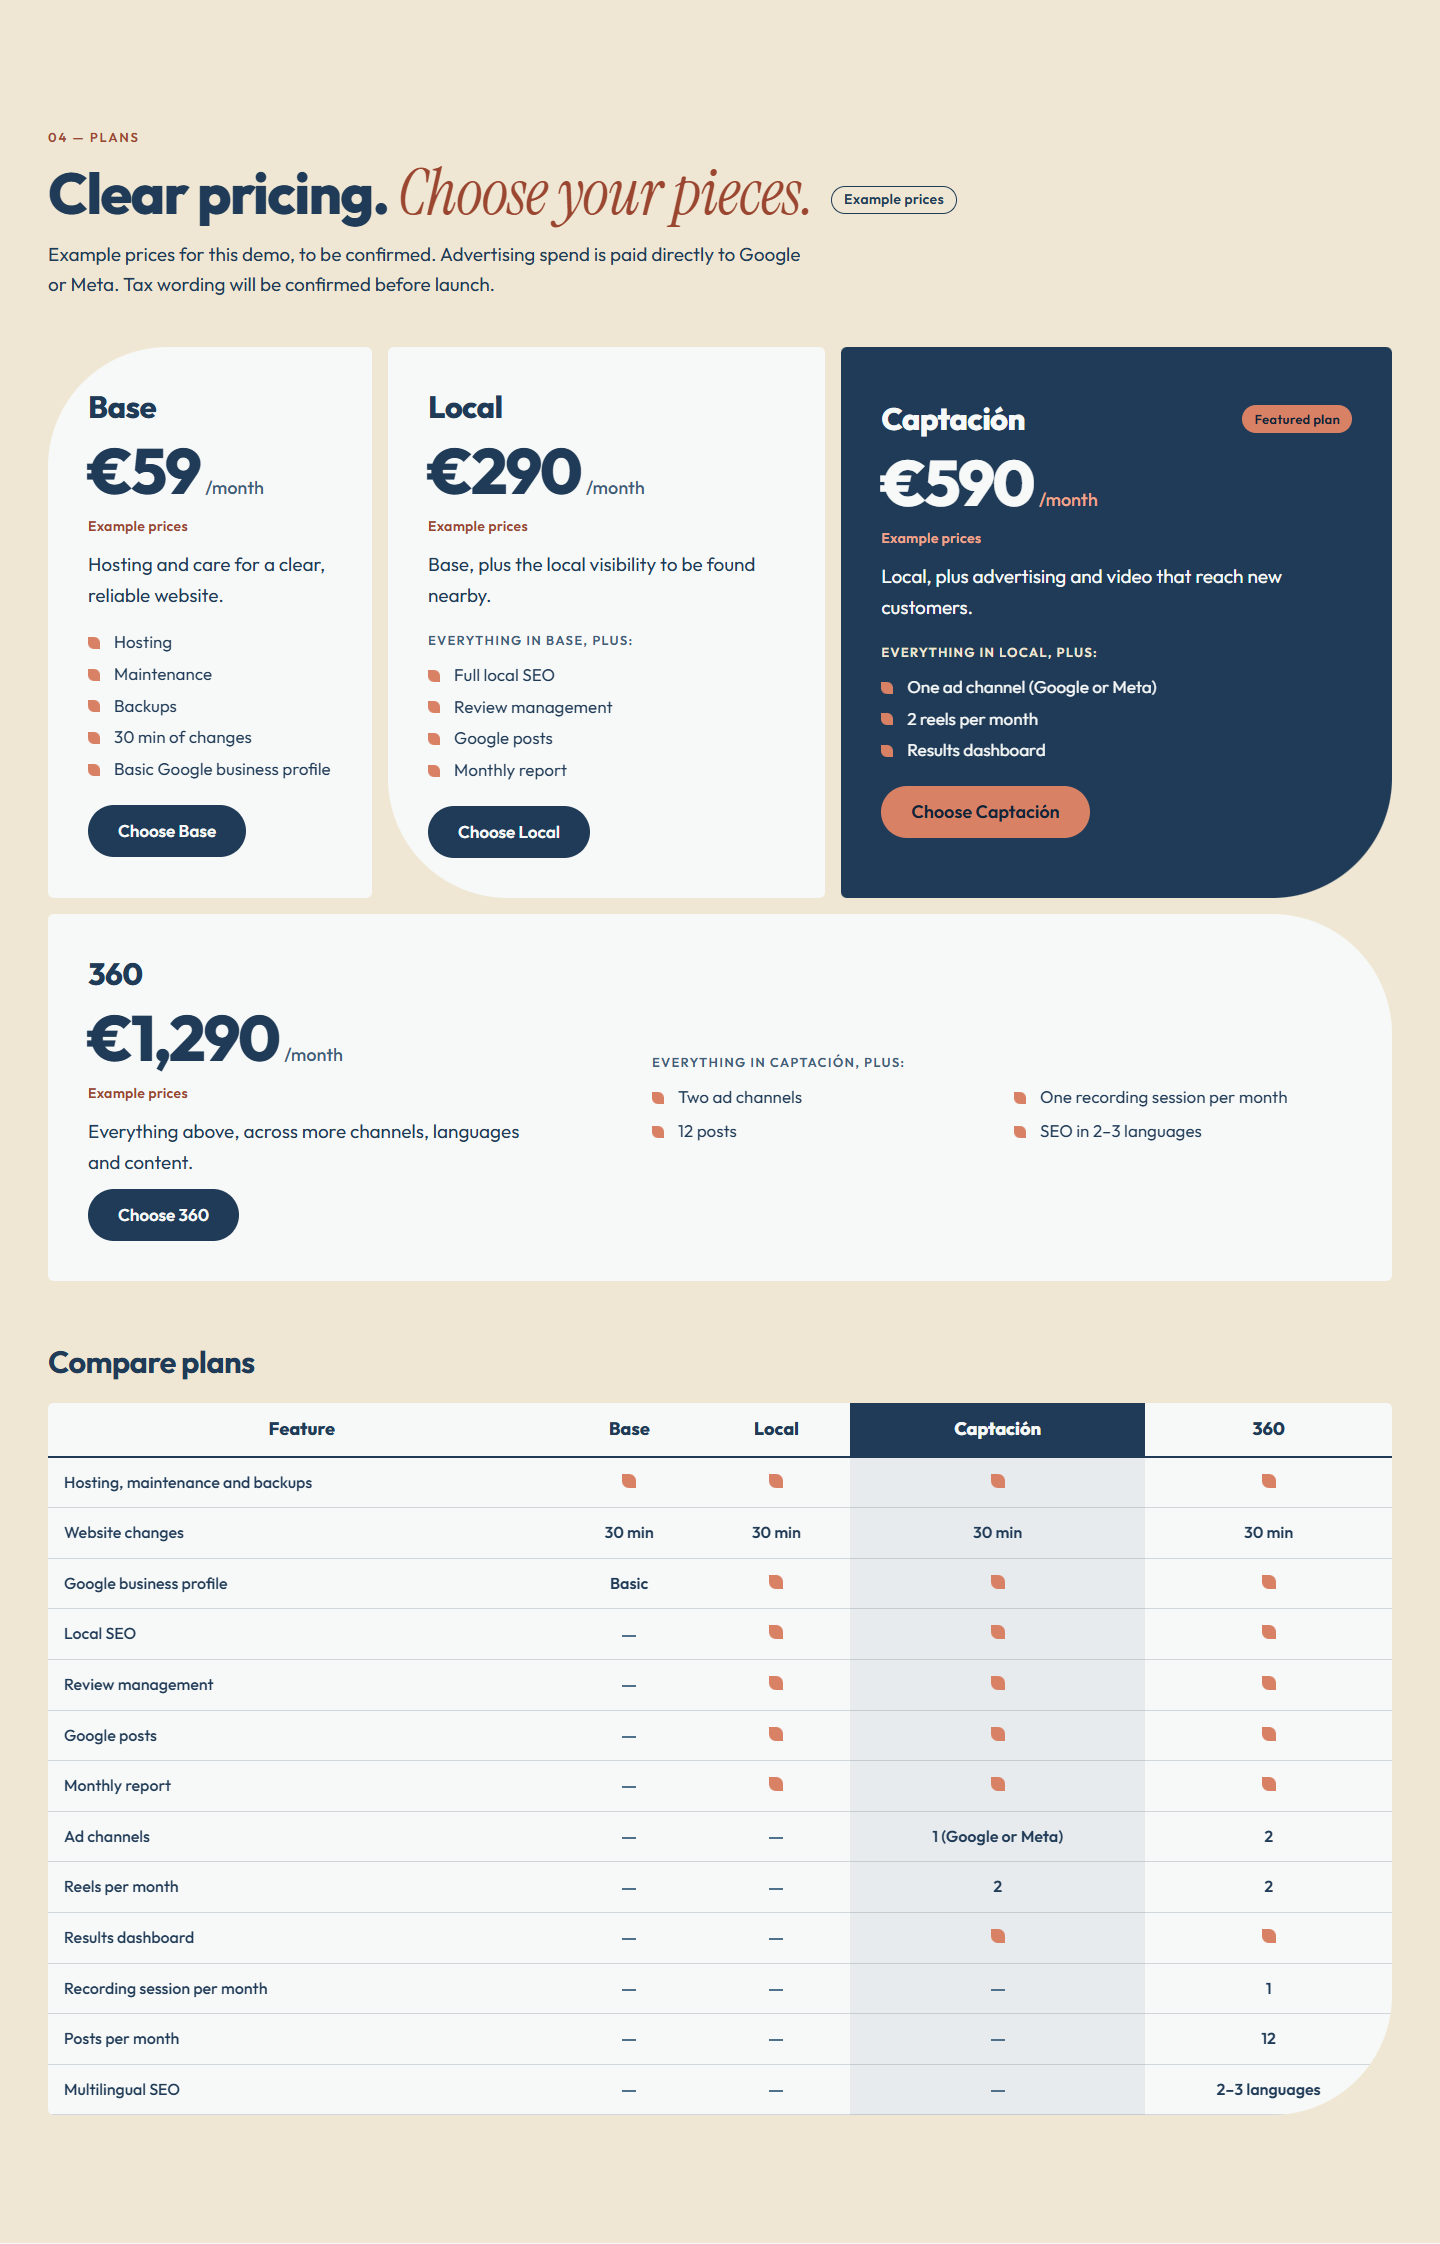 04 — PLANS
Clear pricing. Choose your pieces. Example prices
Example prices for this demo, to be confirmed. Advertising spend is paid directly to Google
or Meta. Tax wording will be confirmed before launch.
Base
€59 /month
Example prices
Hosting and care for a clear,
reliable website.
Hosting
Maintenance
Backups
30 min of changes
Basic Google business profile
Choose Base
Local
€290 /month
Example prices
Base, plus the local visibility to be found
nearby.
EVERYTHING IN BASE, PLUS:
Full local SEO
Review management
Google posts
Monthly report
Choose Local
Captación Featured plan
€590 /month
Example prices
Local, plus advertising and video that reach new
customers.
EVERYTHING IN LOCAL, PLUS:
One ad channel (Google or Meta)
2 reels per month
Results dashboard
Choose Captación
360
€1,290 /month
Example prices
Everything above, across more channels, languages
and content.
Choose 360
EVERYTHING IN CAPTACIÓN, PLUS:
Two ad channels
One recording session per month
12 posts
SEO in 2–3 languages
Compare plans
Feature Base Local Captación 360
Hosting, maintenance and backups
Website changes 30 min 30 min 30 min 30 min
Google business profile Basic
Local SEO —
Review management —
Google posts —
Monthly report —
Ad channels — — 1 (Google or Meta) 2
Reels per month — — 2 2
Results dashboard — —
Recording session per month — — — 1
Posts per month — — — 12
Multilingual SEO — — — 2–3 languages